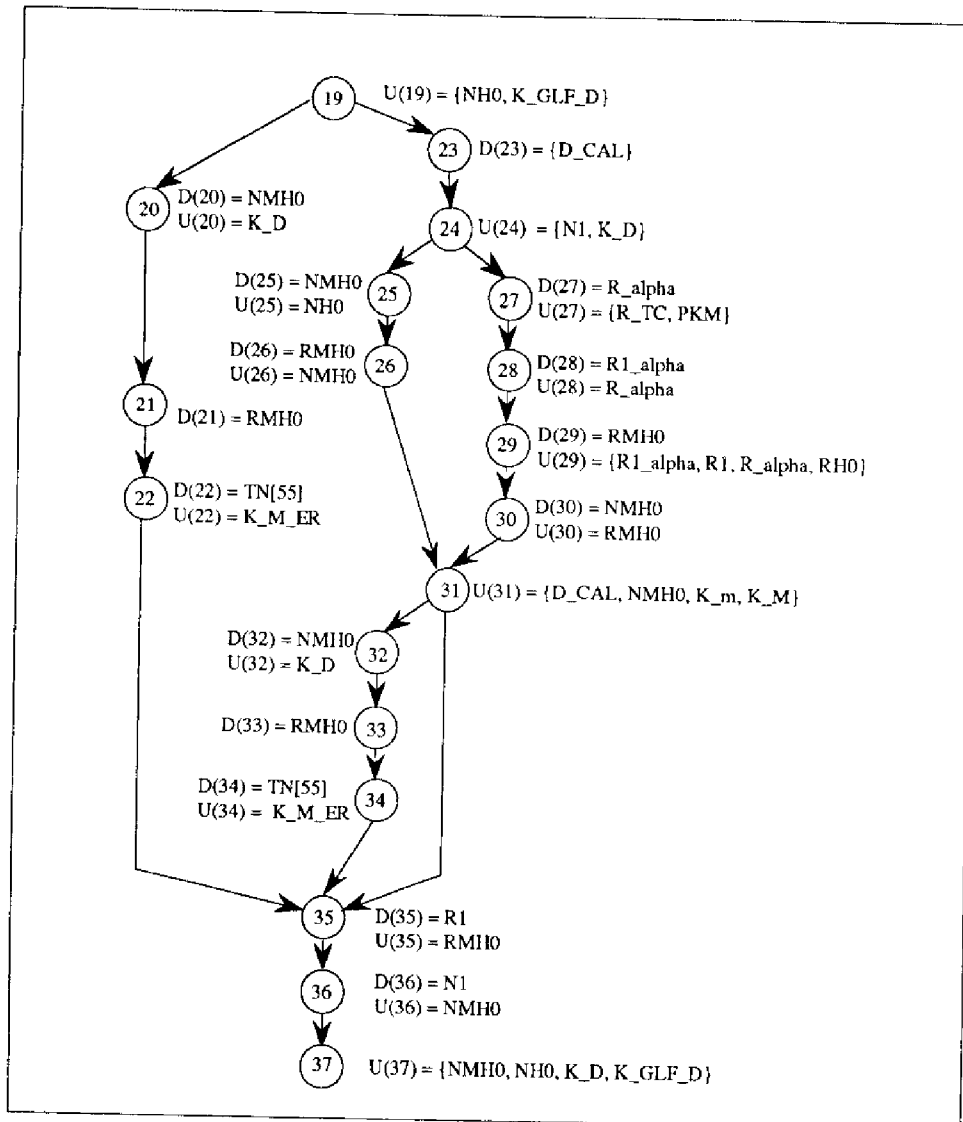 19 U(19) = {NH0, K_GLF_D}
23 D(23) = {D_CAL}
20 D(20) = NMH0
U(20) = K_D
24 U(24) = {N1, K_D}
D(25) = NMH0
U(25) = NH0
25
27 D(27) = R_alpha
U(27) = {R_TC, PKM}
D(26) = RMH0
U(26) = NMH0
26
28 D(28) = R1_alpha
U(28) = R_alpha
21 D(21) = RMH0
29 D(29) = RMH0
U(29) = {R1_alpha, R1, R_alpha, RH0}
22 D(22) = TN[55]
U(22) = K_M_ER
30 D(30) = NMH0
U(30) = RMH0
31 U(31) = {D_CAL, NMH0, K_m, K_M}
D(32) = NMH0
U(32) = K_D
32
D(33) = RMH0 33
D(34) = TN[55]
U(34) = K_M_ER
34
35 D(35) = R1
U(35) = RMH0
36 D(36) = N1
U(36) = NMH0
37 U(37) = {NMH0, NH0, K_D, K_GLF_D}